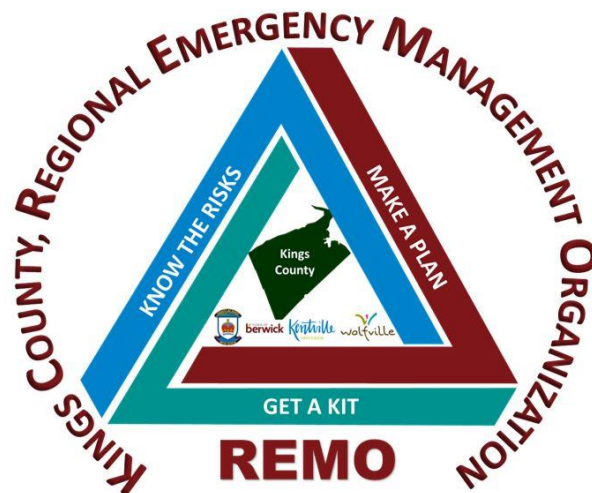 KINGS COUNTY, REGIONAL EMERGENCY MANAGEMENT ORGANIZATION
KNOW THE RISKS
MAKE A PLAN
Kings
County
berwick
Kentville
wolfville
GET A KIT
REMO